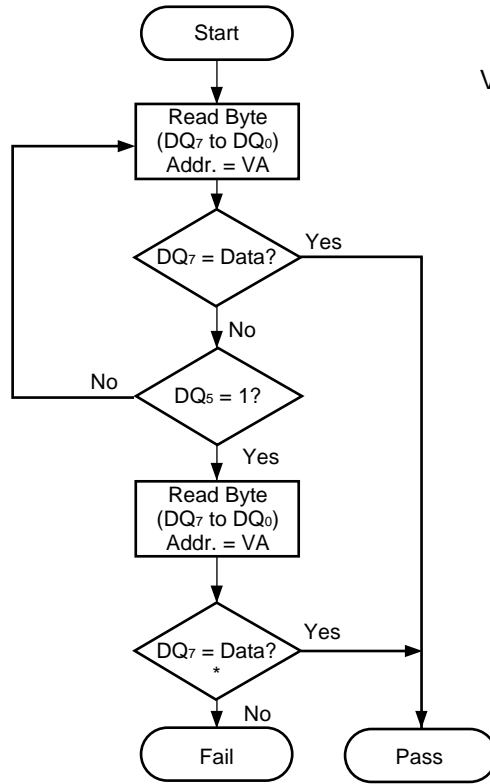 Start
V
Read Byte
(DQ7 to DQ0)
Addr. = VA
DQ7 = Data?
Yes
No
No
DQ5 = 1?
Yes
Read Byte
(DQ7 to DQ0)
Addr. = VA
DQ7 = Data?
*
Yes
No
Fail
Pass